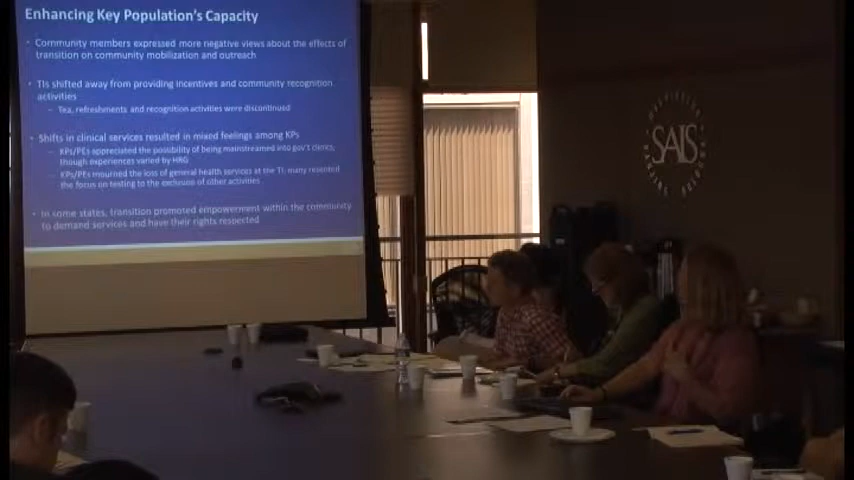 Enhancing Key Population's Capacity
Community members expressed more negative views about the effects of
transition on community mobilization and outreach
TIs shifted away from providing incentives and community recognition
activities
Tea, refreshments and recognition activities were discontinued
Shifts in clinical services resulted in mixed feelings among KPs
KPs/PEs appreciated the possibility of being mainstreamed into gov't clinics,
though experiences varied by HRG
KPs/PEs mourned the loss of general health services at the TI; many resented
the focus on testing to the exclusion of other activities
In some states, transition promoted empowerment within the community
to demand services and have their rights respected
SAIS